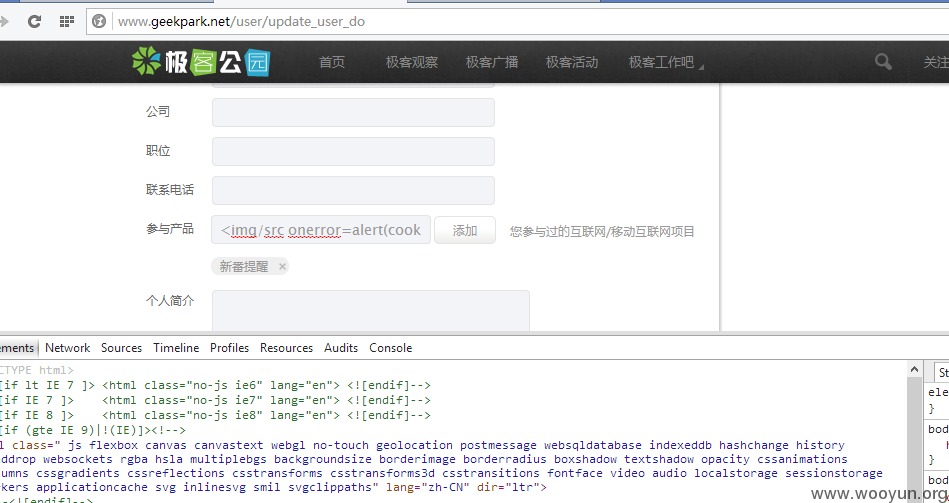 www.geekpark.net/user/update_user_do
极客公园 首页 极客观察 极客广播 极客活动 极客工作吧 关注
公司
职位
联系电话
参与产品 <img/src onerror=alert(cook 添加 您参与过的互联网/移动互联网项目
新番提醒 ×
个人简介
ements Network Sources Timeline Profiles Resources Audits Console
CTYPE html>
[if lt IE 7 ]> <html class="no-js ie6" lang="en"> <![endif]-->
[if IE 7 ]> <html class="no-js ie7" lang="en"> <![endif]-->
[if IE 8 ]> <html class="no-js ie8" lang="en"> <![endif]-->
[if (gte IE 9)|!(IE)]><!-->
l class=" js flexbox canvas canvastext webgl no-touch geolocation postmessage websqldatabase indexeddb hashchange history
ddrop websockets rgba hsla multiplebgs backgroundsize borderimage borderradius boxshadow textshadow opacity cssanimations
umns cssgradients cssreflections csstransforms csstransforms3d csstransitions fontface video audio localstorage sessionstorage
kers applicationcache svg inlinesvg smil svgclippaths" lang="zh-CN" dir="ltr">
<![endif]-->
St
ele
}
bod
h
}
bod
www.wooyun.org